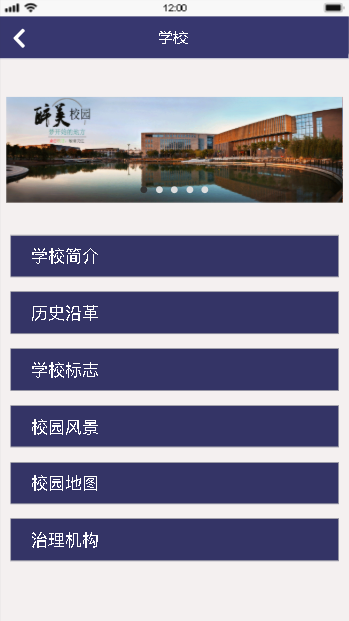 12:00
学校
醉美校园
学校简介
历史沿革
学校标志
校园风景
校园地图
治理机构